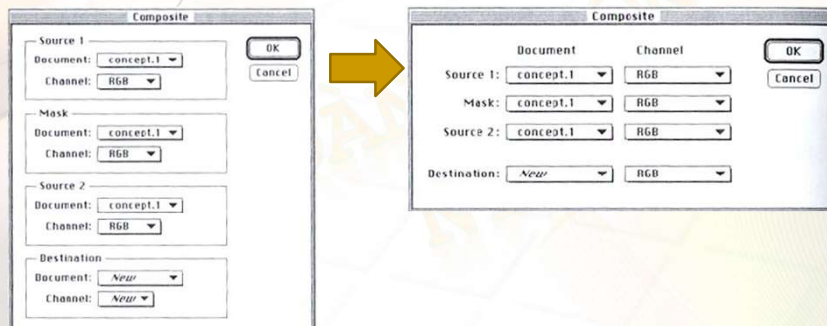 Composite
Source 1
Document: concept.1
Channel: RGB
OK
Cancel
Mask
Document: concept.1
Channel: RGB
Source 2
Document: concept.1
Channel: RGB
Destination
Document: New
Channel: New
Composite
Document Channel
Source 1: concept.1 RGB
Mask: concept.1 RGB
Source 2: concept.1 RGB
Destination: New RGB
OK
Cancel